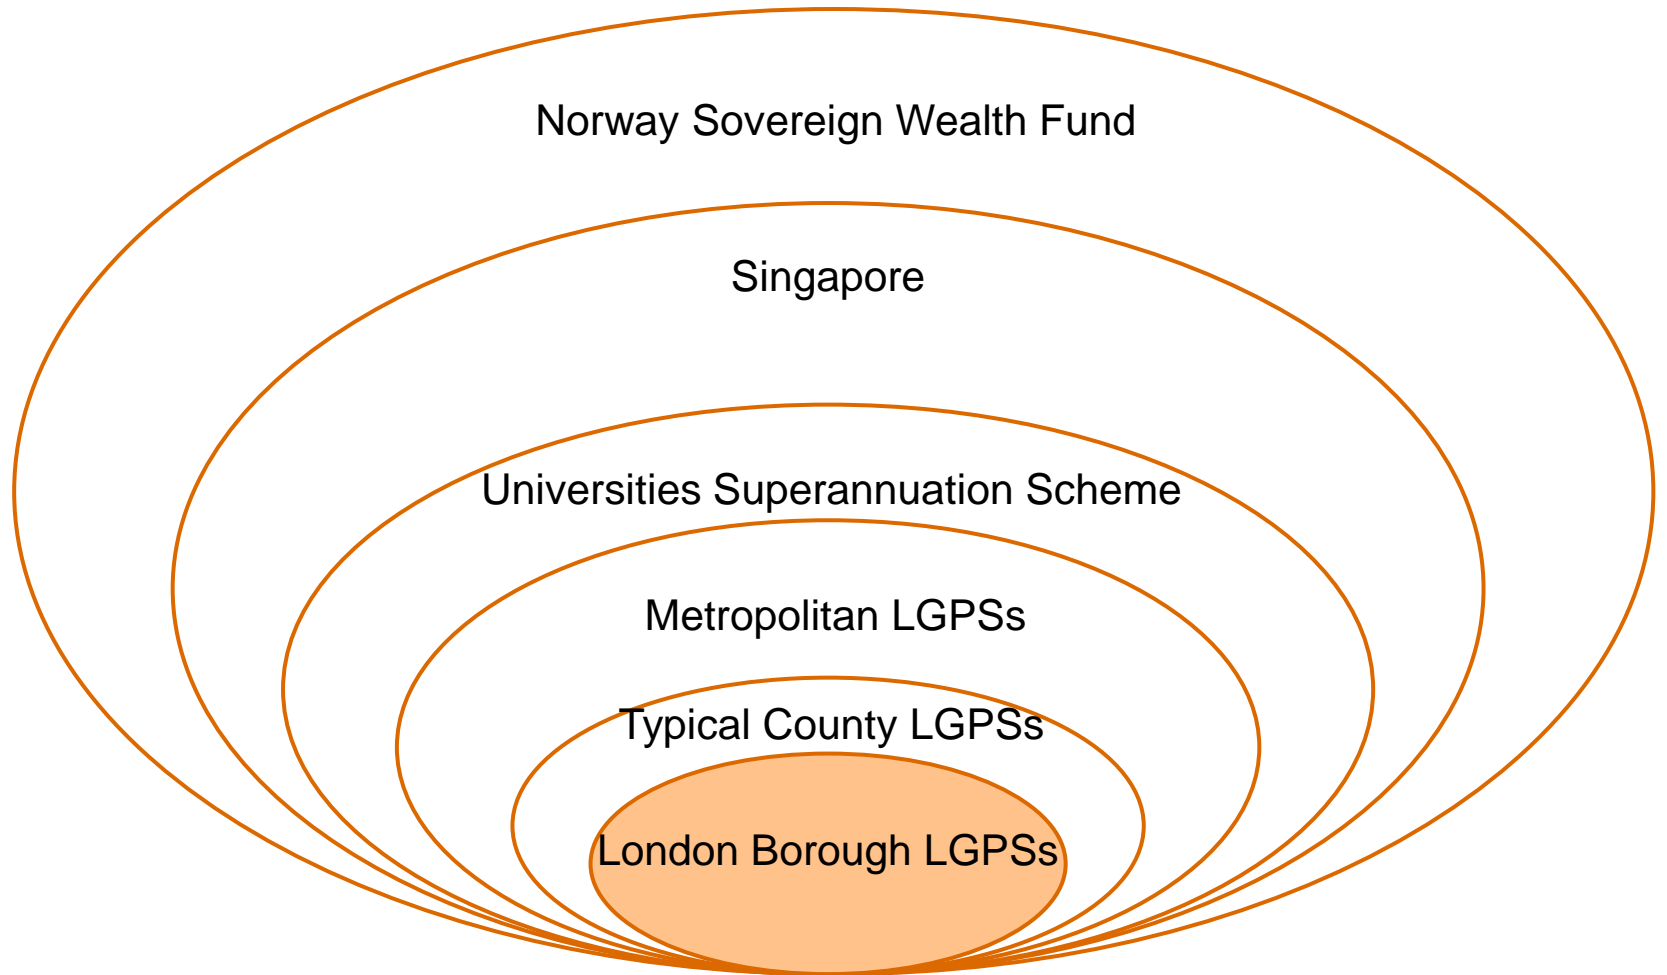 Norway Sovereign Wealth Fund
Singapore
Universities Superannuation Scheme
Metropolitan LGPSs
Typical County LGPSs
London Borough LGPSs